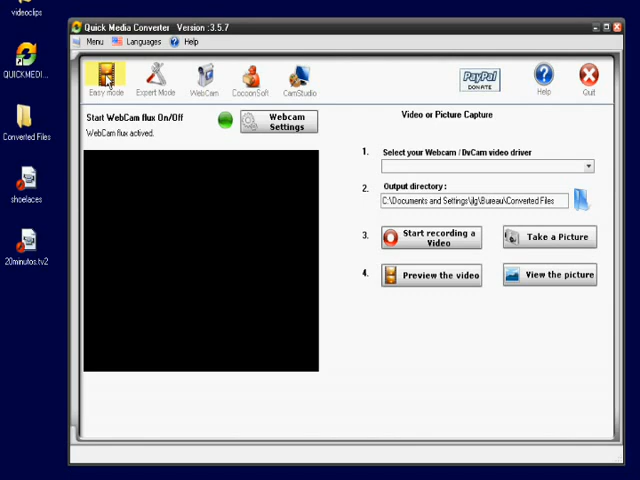 videoclips
QUICKMEDI...
Converted Files
shoelaces
20minutos.tv2
Quick Media Converter Version :3.5.7
Menu Languages Help
Easy mode Expert Mode WebCam CocoonSoft CamStudio PayPal DONATE Help Quit
Start WebCam flux On/Off
WebCam flux actived.
Webcam Settings
Video or Picture Capture
1. Select your Webcam / DvCam video driver
2. Output directory :
C:\Documents and Settings\jlg\Bureau\Converted Files
3. Start recording a Video Take a Picture
4. Preview the video View the picture